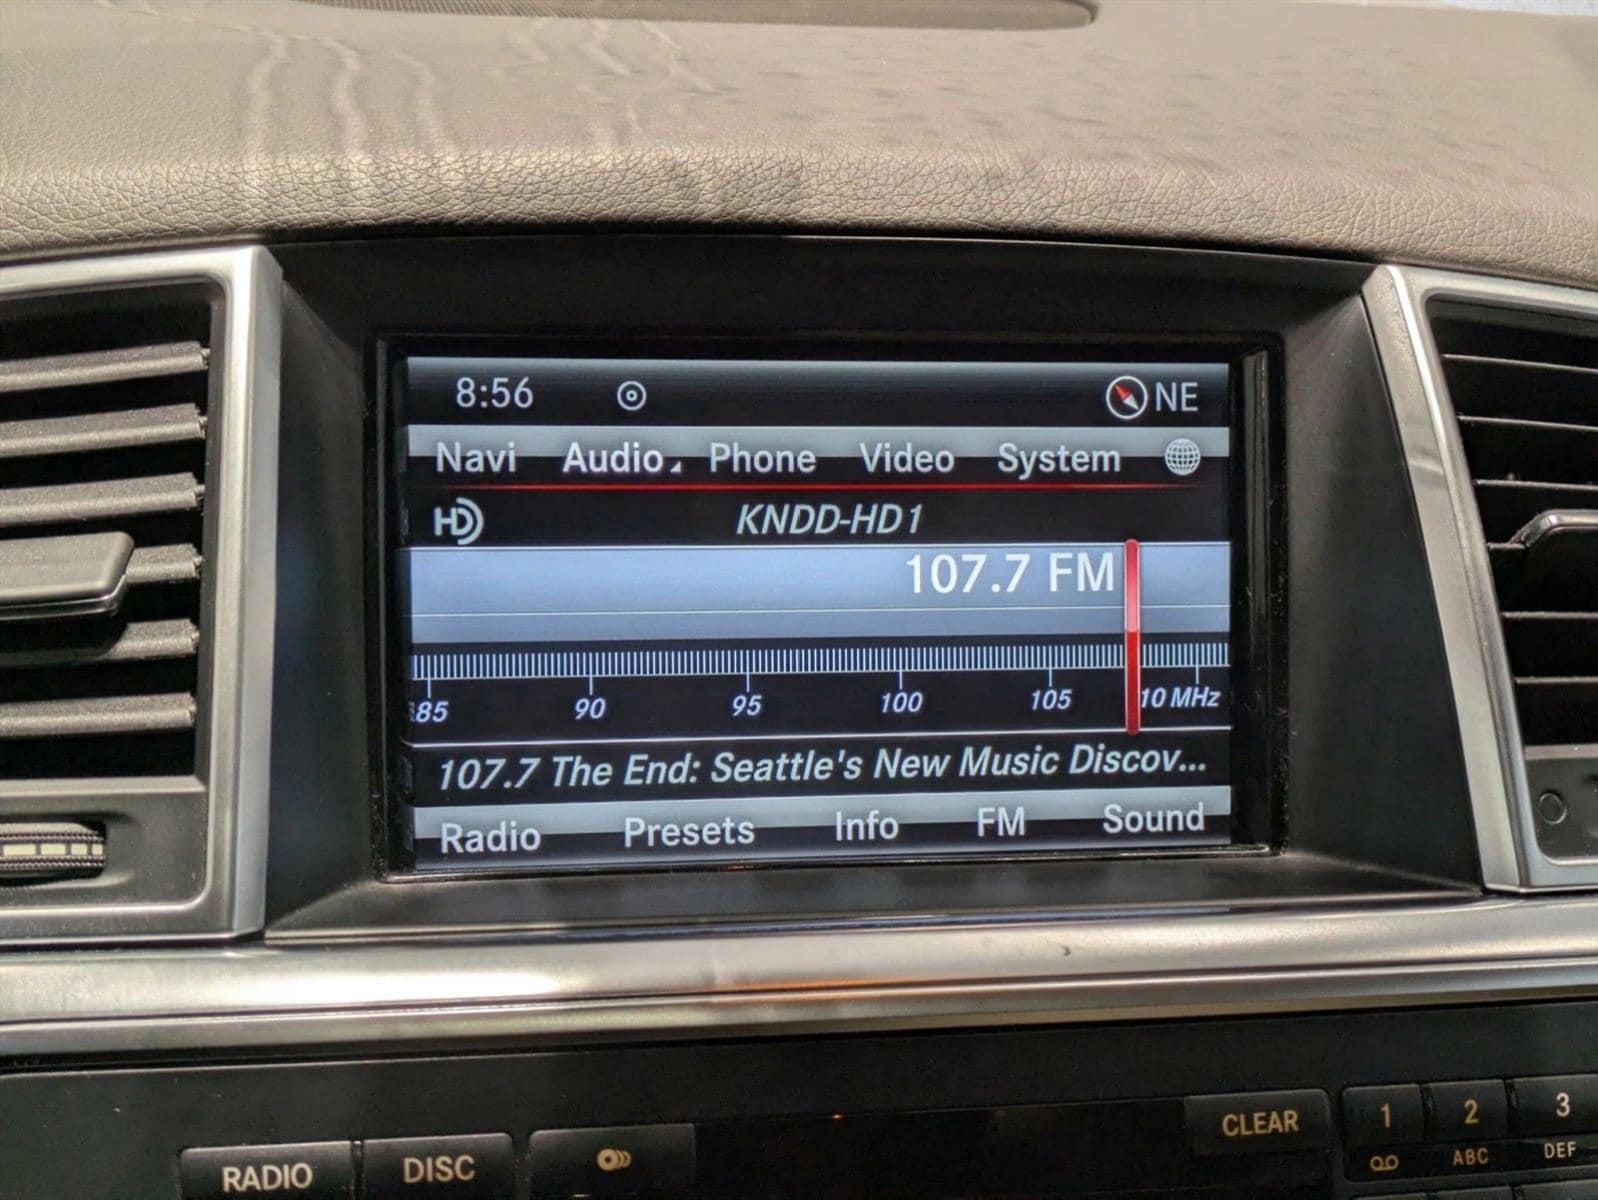 8:56 NE
Navi Audio Phone Video System
HD KNDD-HD1
107.7 FM
85 90 95 100 105 10 MHz
107.7 The End: Seattle's New Music Discov...
Radio Presets Info FM Sound
CLEAR 1 2 3
ABC DEF
RADIO DISC